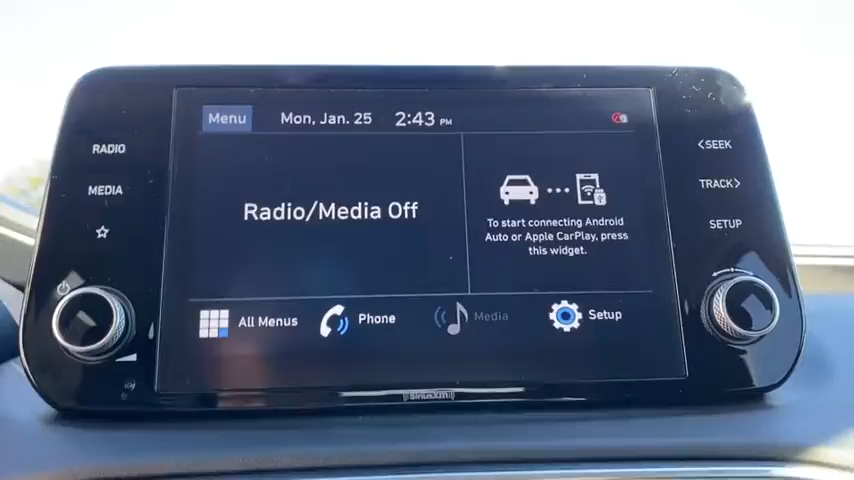 Menu Mon, Jan. 25 2:43 PM
RADIO
MEDIA
Radio/Media Off
To start connecting Android
Auto or Apple CarPlay, press
this widget.
All Menus Phone Media Setup
<SEEK
TRACK>
SETUP
SiriusXM